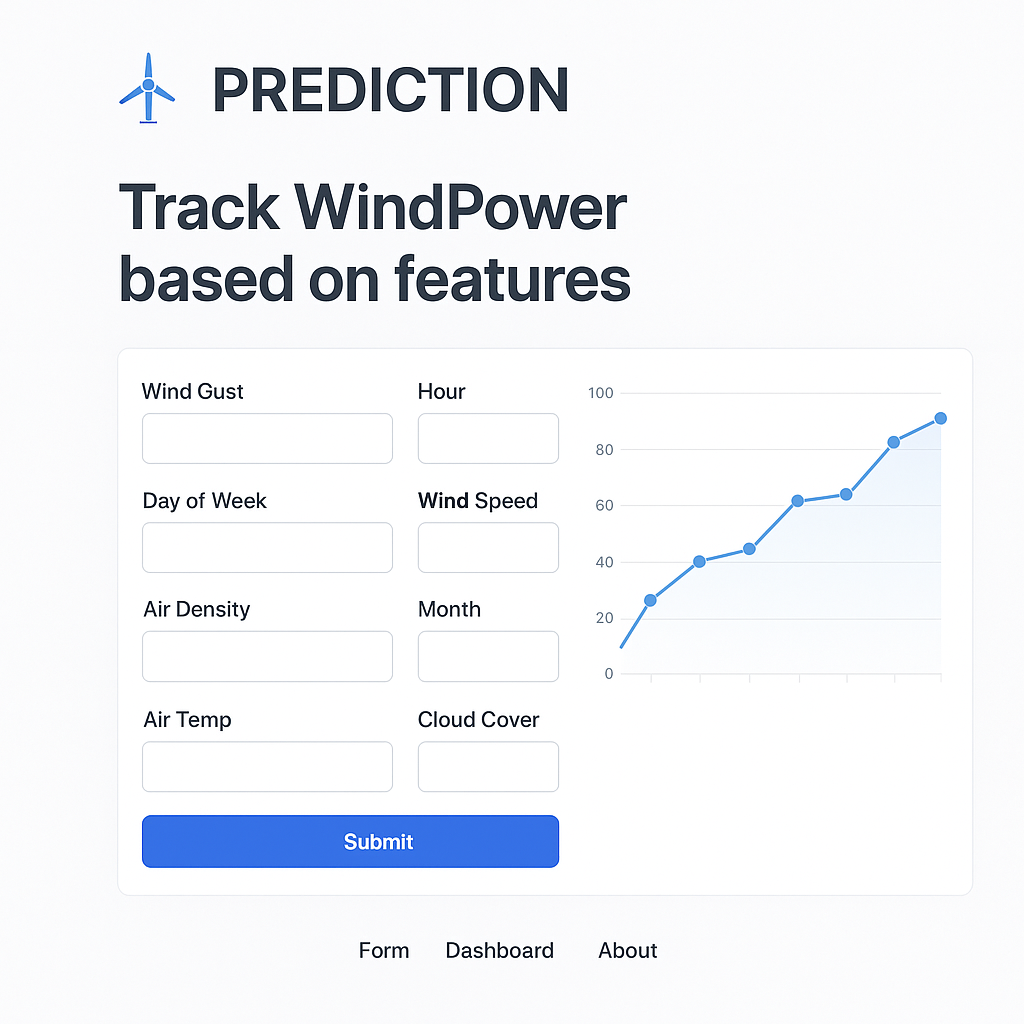 PREDICTION
Track WindPower
based on features
Wind Gust
Hour
Day of Week
Wind Speed
Air Density
Month
Air Temp
Cloud Cover
Submit
100
80
60
40
20
0
Form
Dashboard
About